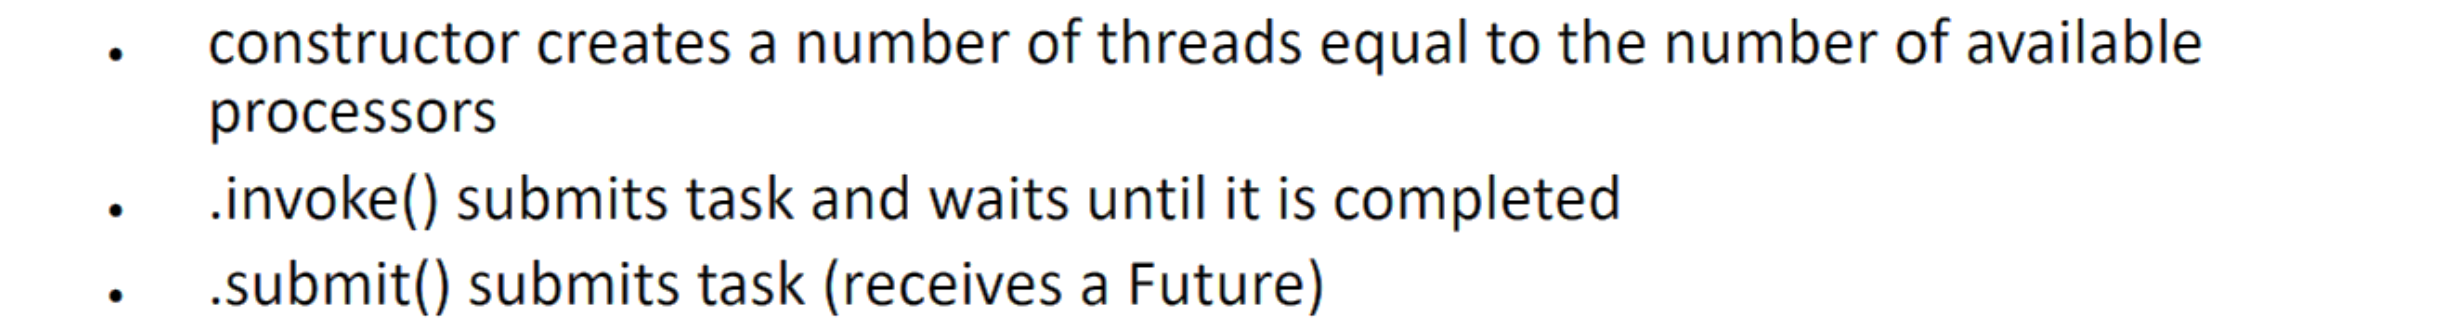 • constructor creates a number of threads equal to the number of available
processors
• .invoke() submits task and waits until it is completed
• .submit() submits task (receives a Future)